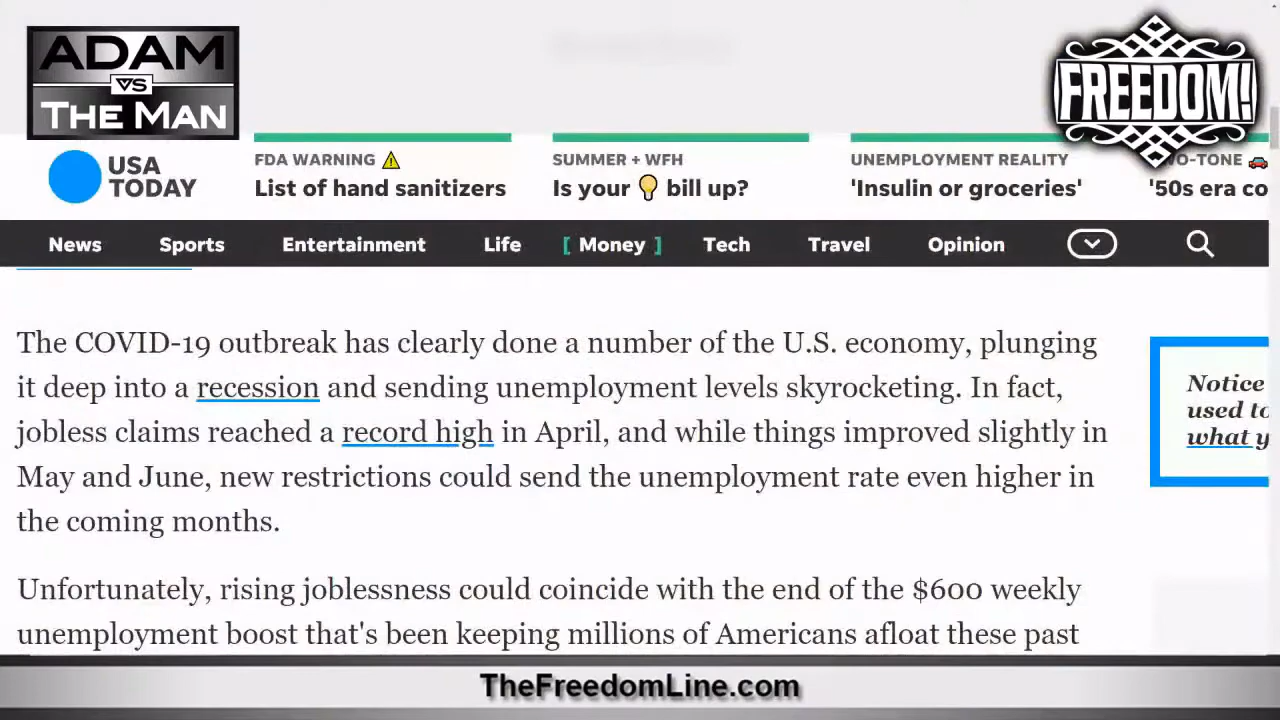 ADAM
VS
THE MAN
FREEDOM!
USA
TODAY
FDA WARNING ⚠️
List of hand sanitizers
SUMMER + WFH
Is your 💡 bill up?
UNEMPLOYMENT REALITY
'Insulin or groceries'
O-TONE 🚗
'50s era co
News Sports Entertainment Life [ Money ] Tech Travel Opinion
The COVID-19 outbreak has clearly done a number of the U.S. economy, plunging
it deep into a recession and sending unemployment levels skyrocketing. In fact,
jobless claims reached a record high in April, and while things improved slightly in
May and June, new restrictions could send the unemployment rate even higher in
the coming months.
Unfortunately, rising joblessness could coincide with the end of the $600 weekly
unemployment boost that's been keeping millions of Americans afloat these past
Notice
used to
what y
TheFreedomLine.com